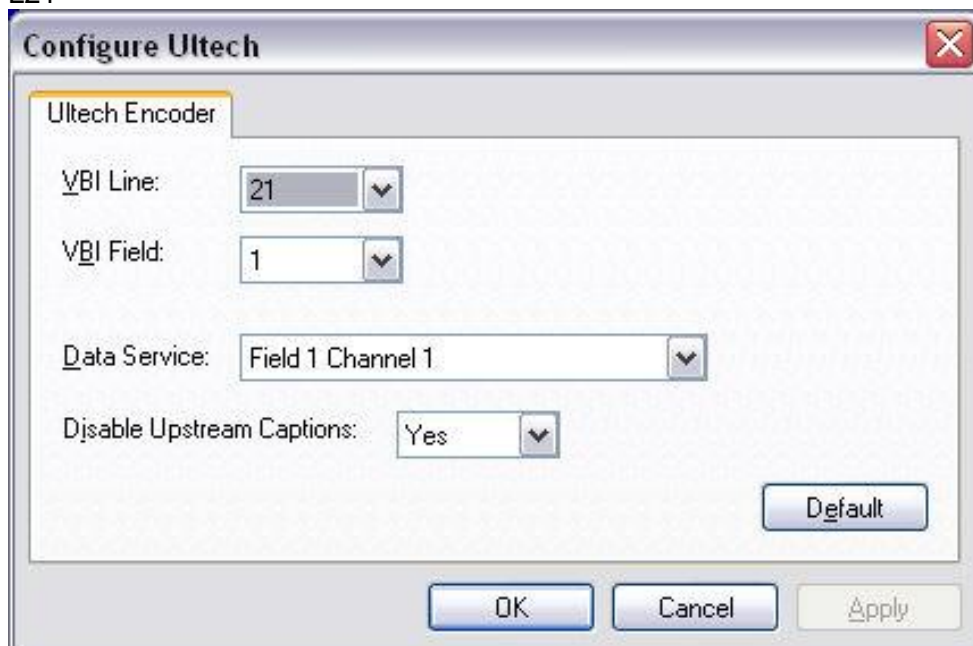 Configure Ultech
Ultech Encoder
VBI Line: 21
VBI Field: 1
Data Service: Field 1 Channel 1
Disable Upstream Captions: Yes
Default
OK Cancel Apply